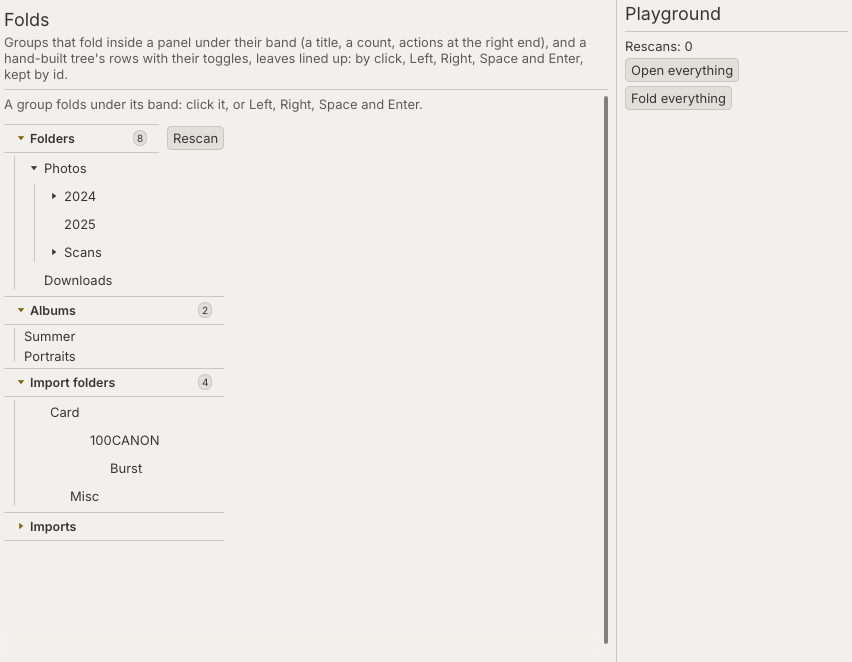 Folds
Groups that fold inside a panel under their band (a title, a count, actions at the right end), and a
hand-built tree's rows with their toggles, leaves lined up: by click, Left, Right, Space and Enter,
kept by id.
A group folds under its band: click it, or Left, Right, Space and Enter.
Folders 8 Rescan
Photos
2024
2025
Scans
Downloads
Albums 2
Summer
Portraits
Import folders 4
Card
100CANON
Burst
Misc
Imports
Playground
Rescans: 0
Open everything
Fold everything